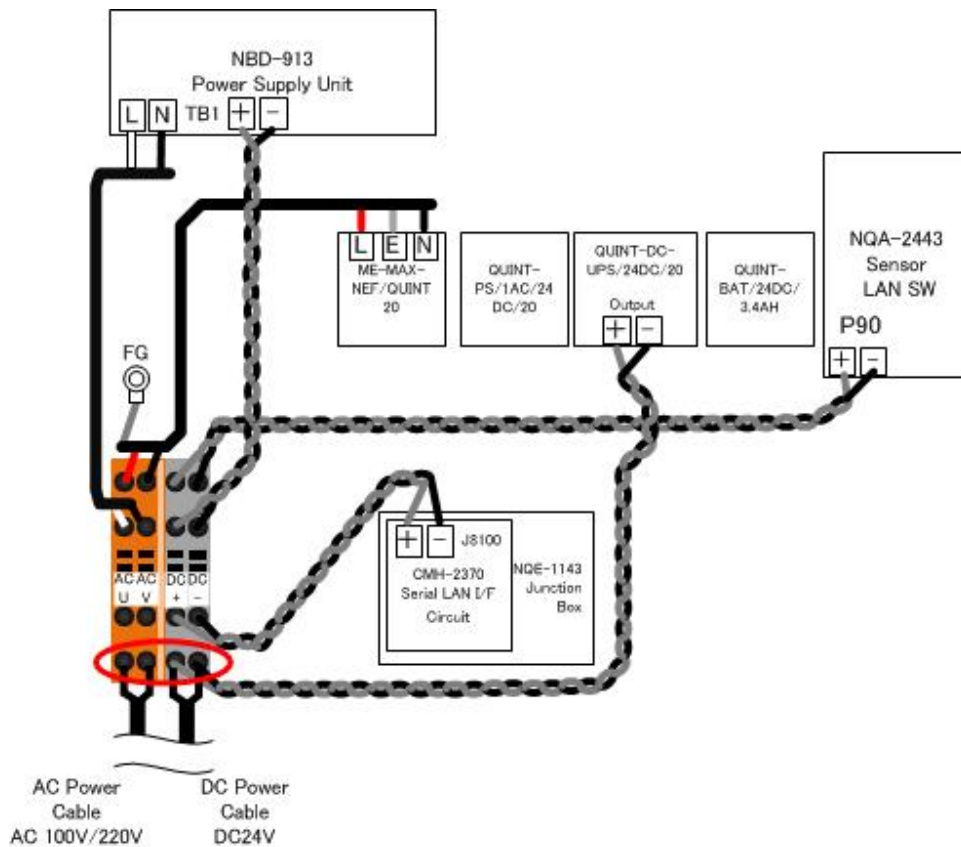 NBD-913
Power Supply Unit
L N TB1 + -
L E N
ME-MAX-
NEF/QUINT
20
QUINT-
PS/1AC/24
DC/20
QUINT-DC-
UPS/24DC/20
Output
+ -
QUINT-
BAT/24DC/
3.4AH
NQA-2443
Sensor
LAN SW
P90
+ -
FG
AC AC DC DC
U V + -
+ - J8100
CMH-2370
Serial LAN I/F
Circuit
NQE-1143
Junction
Box
AC Power
Cable
AC 100V/220V
DC Power
Cable
DC24V